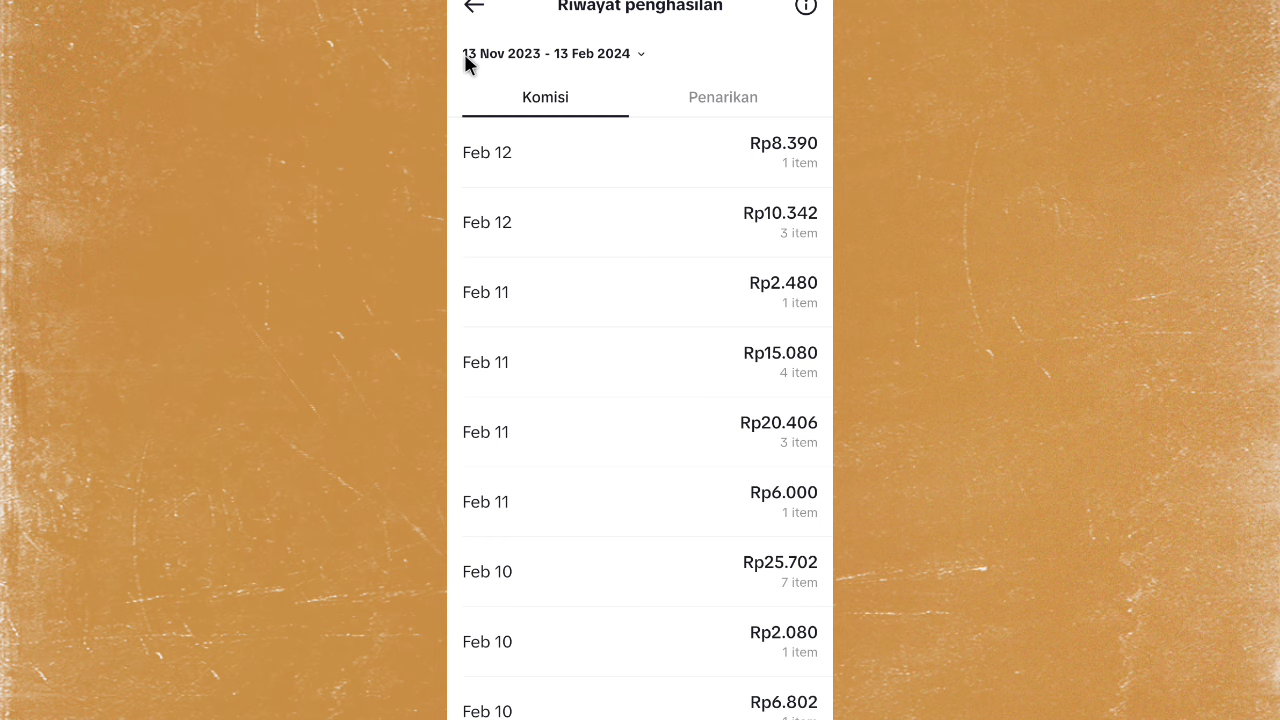 Riwayat penghasilan
13 Nov 2023 - 13 Feb 2024
Komisi
Penarikan
Feb 12
Rp8.390
1 item
Feb 12
Rp10.342
3 item
Feb 11
Rp2.480
1 item
Feb 11
Rp15.080
4 item
Feb 11
Rp20.406
3 item
Feb 11
Rp6.000
1 item
Feb 10
Rp25.702
7 item
Feb 10
Rp2.080
1 item
Feb 10
Rp6.802